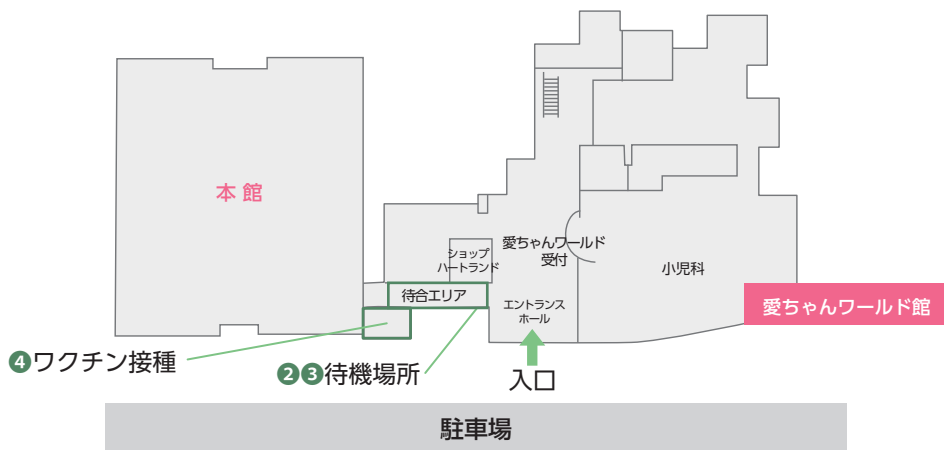 本館
愛ちゃんワールド
受付
ショップ
ハートランド
小児科
待合エリア
エントランス
ホール
愛ちゃんワールド館
❹ワクチン接種
❷❸待機場所
入口
駐車場